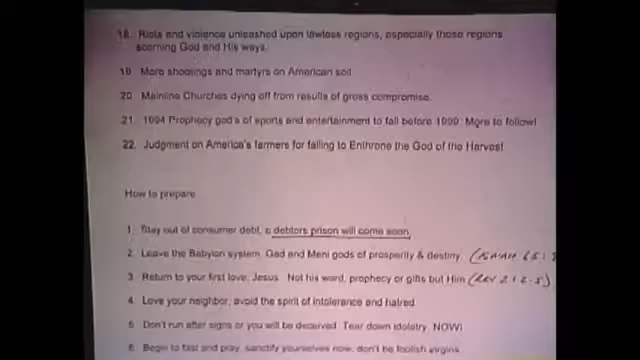 18. Riots and violence unleashed upon lawless regions, especially those regions
scorning God and His ways.
19. More shootings and martyrs on American soil
20. Mainline Churches dying off from results of gross compromise.
21. 1994 Prophecy god's of sports and entertainment to fall before 1999. More to follow!
22. Judgment on America's farmers for failing to Enthrone the God of the Harvest
How to prepare
1. Stay out of consumer debt, a debtors prison will come soon.
2. Leave the Babylon system, Gad and Meni gods of prosperity & destiny. (Isaiah 65:
3. Return to your first love, Jesus. Not his word, prophecy or gifts but Him (Rev 2:2-5)
4. Love your neighbor, avoid the spirit of intolerance and hatred.
5. Don't run after signs or you will be deceived. Tear down idolatry, NOW!
6. Begin to fast and pray, sanctify yourselves now, don't be foolish virgins